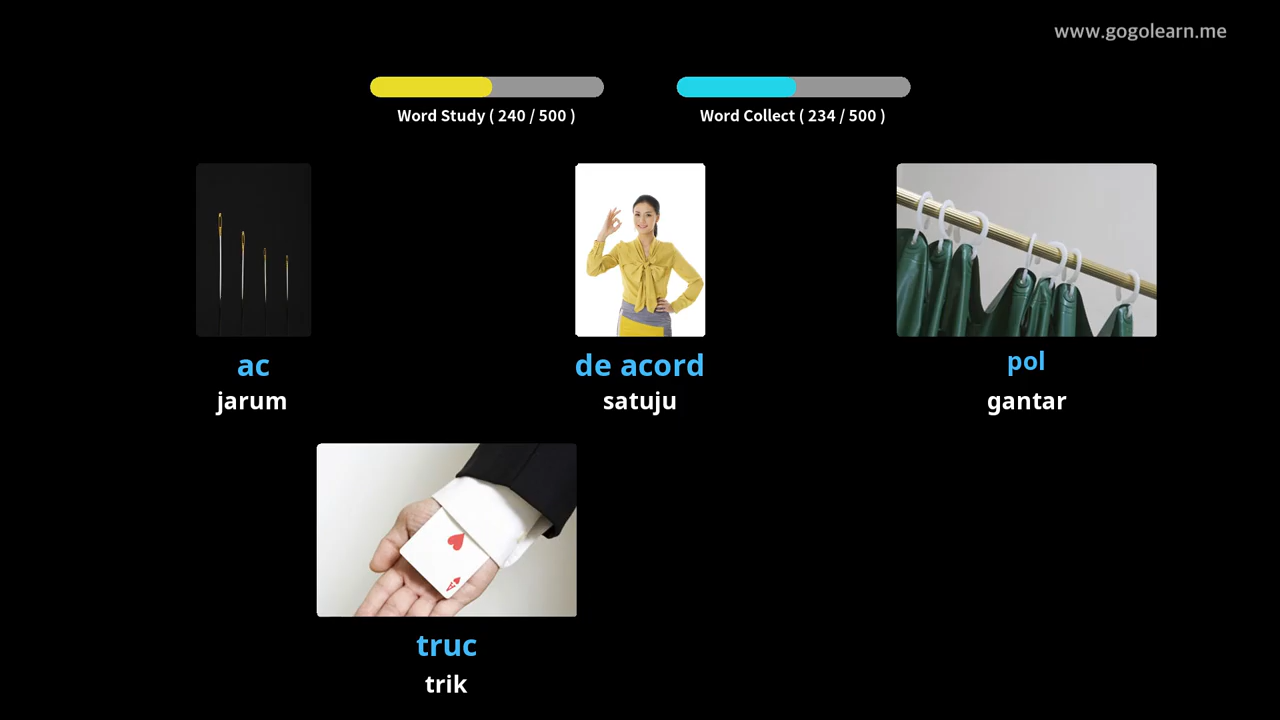 www.gogolearn.me
Word Study ( 240 / 500 )
Word Collect ( 234 / 500 )
ac
jarum
de acord
satuju
pol
gantar
truc
trik